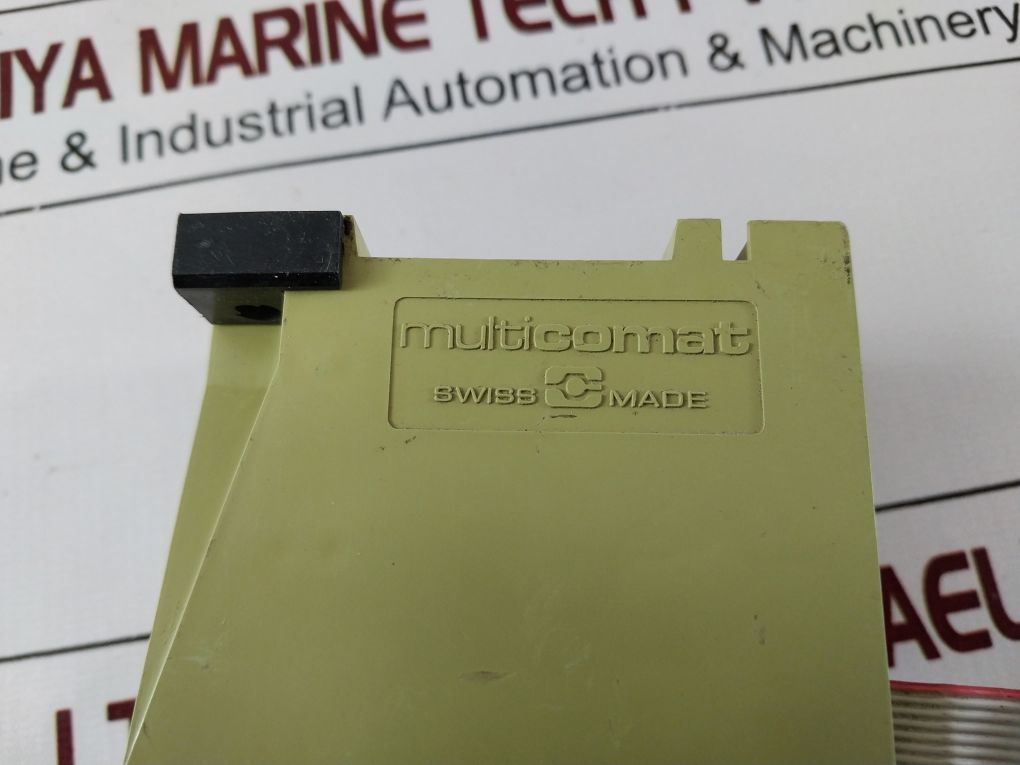 IYA MARINE TECH P
& Industrial Automation & Machinery
multicomat
SWISS MADE
AEL